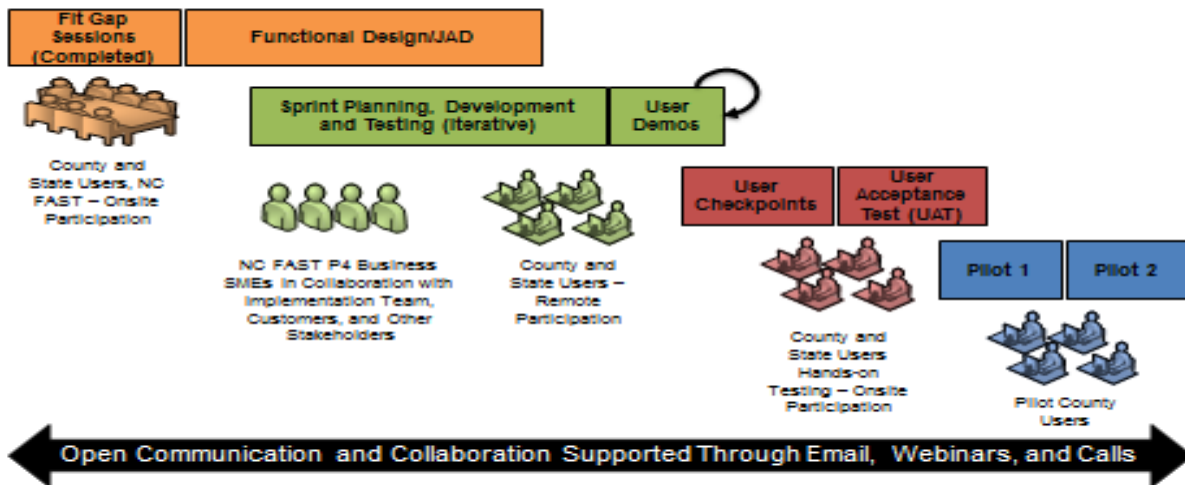 Fit Gap
Sessions
(Completed)
Functional Design/JAD
Sprint Planning, Development
and Testing (Iterative)
User
Demos
County and
State Users, NC
FAST – Onsite
Participation
User
Checkpoints
User
Acceptance
Test (UAT)
NC FAST P4 Business
SMEs in Collaboration with
Implementation Team,
Customers, and Other
Stakeholders
County and
State Users –
Remote
Participation
Pilot 1
Pilot 2
County and
State Users
Hands-on
Testing – Onsite
Participation
Pilot County
Users
Open Communication and Collaboration Supported Through Email, Webinars, and Calls